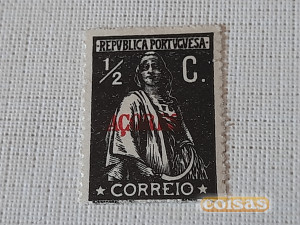 REPUBLICA PORTUGUESA
½ C.
AÇORES
★ CORREIO ★
coisas